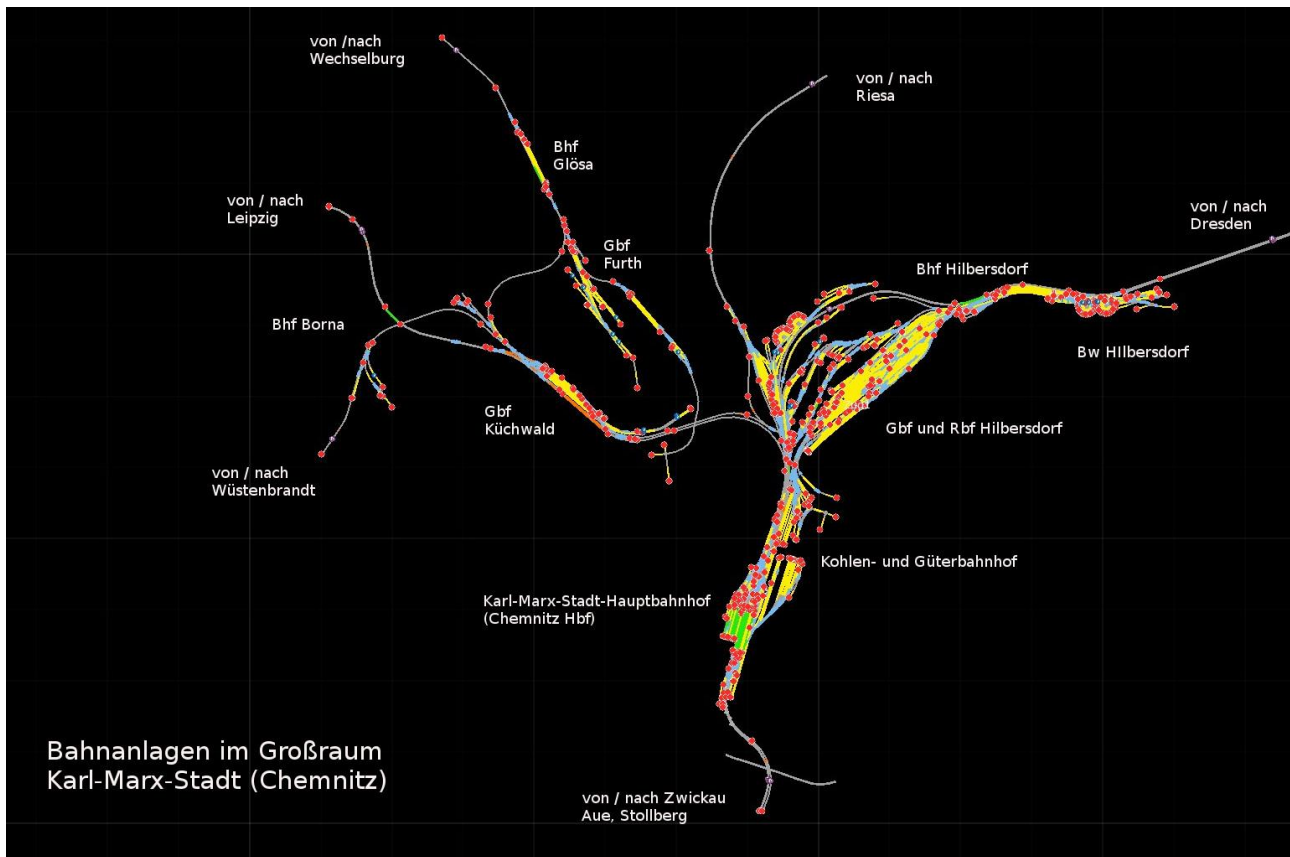 von /nach
Wechselburg
von / nach
Riesa
Bhf
Glösa
von / nach
Leipzig
von / nach
Dresden
Gbf
Furth
Bhf Hilbersdorf
Bhf Borna
Bw HIlbersdorf
Gbf
Küchwald
Gbf und Rbf Hilbersdorf
von / nach
Wüstenbrandt
Kohlen- und Güterbahnhof
Karl-Marx-Stadt-Hauptbahnhof
(Chemnitz Hbf)
Bahnanlagen im Großraum
Karl-Marx-Stadt (Chemnitz)
von / nach Zwickau
Aue, Stollberg